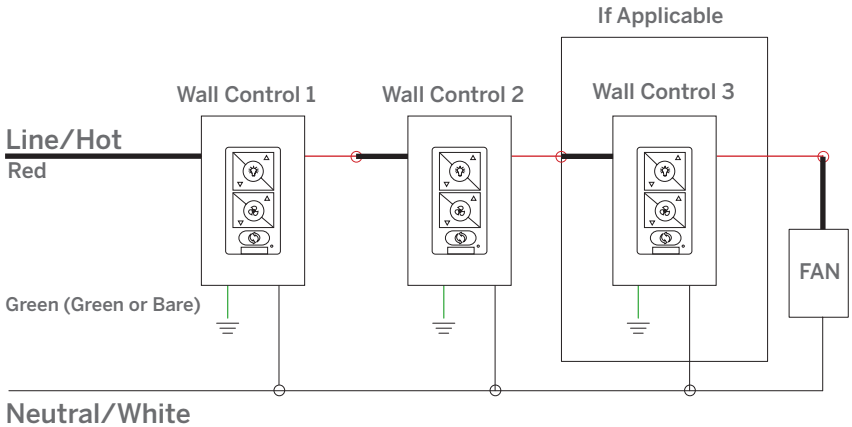 If Applicable
Wall Control 1
Wall Control 2
Wall Control 3
Line/Hot
Red
FAN
Green (Green or Bare)
Neutral/White